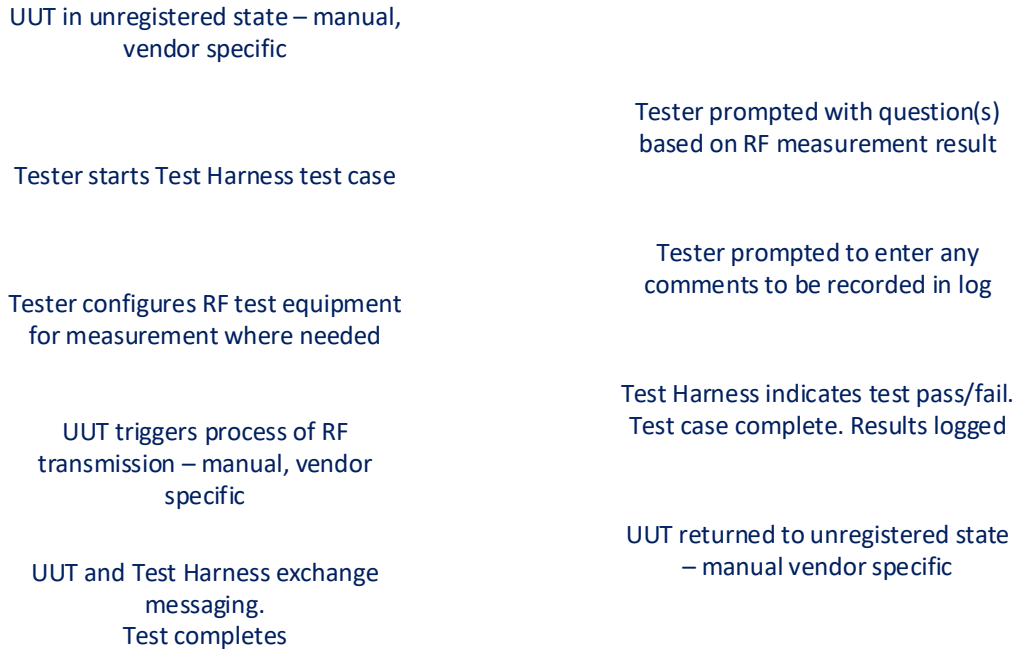 UUT in unregistered state – manual,
vendor specific
Tester starts Test Harness test case
Tester configures RF test equipment
for measurement where needed
UUT triggers process of RF
transmission – manual, vendor
specific
UUT and Test Harness exchange
messaging.
Test completes
Tester prompted with question(s)
based on RF measurement result
Tester prompted to enter any
comments to be recorded in log
Test Harness indicates test pass/fail.
Test case complete. Results logged
UUT returned to unregistered state
– manual vendor specific